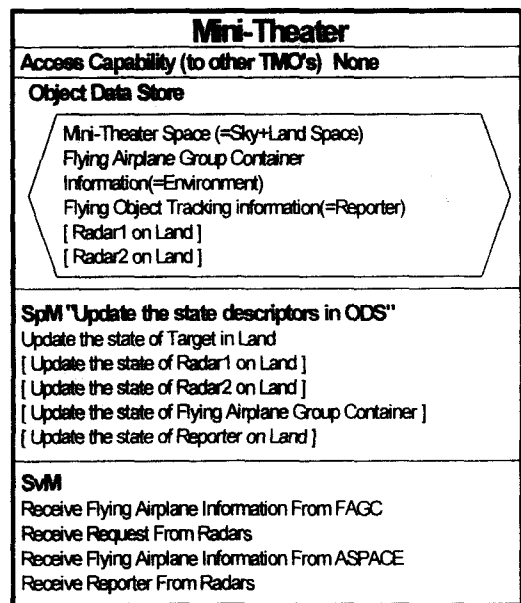 Mini-Theater
Access Capability (to other TMO's) None
Object Data Store
Mini-Theater Space (=Sky+Land Space)
Flying Airplane Group Container
Information(=Environment)
Flying Object Tracking information(=Reporter)
[ Radar1 on Land ]
[ Radar2 on Land ]
SpM "Update the state descriptors in ODS"
Update the state of Target in Land
[ Update the state of Radar1 on Land ]
[ Update the state of Radar2 on Land ]
[ Update the state of Flying Airplane Group Container ]
[ Update the state of Reporter on Land ]
SvM
Receive Flying Airplane Information From FAGC
Receive Request From Radars
Receive Flying Airplane Information From ASPACE
Receive Reporter From Radars